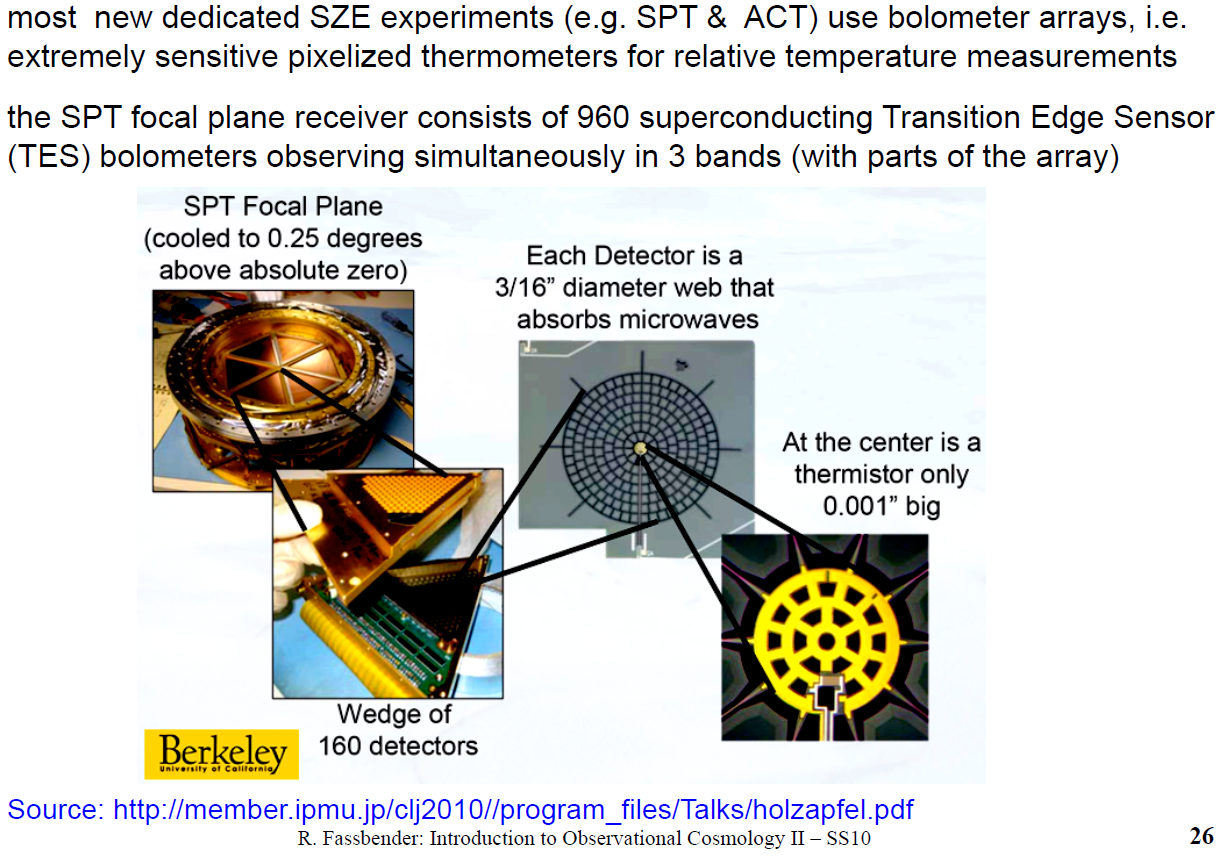 most new dedicated SZE experiments (e.g. SPT & ACT) use bolometer arrays, i.e.
extremely sensitive pixelized thermometers for relative temperature measurements
the SPT focal plane receiver consists of 960 superconducting Transition Edge Sensor
(TES) bolometers observing simultaneously in 3 bands (with parts of the array)
SPT Focal Plane
(cooled to 0.25 degrees
above absolute zero)
Each Detector is a
3/16” diameter web that
absorbs microwaves
At the center is a
thermistor only
0.001” big
Wedge of
160 detectors
Berkeley
University of California
Source: http://member.ipmu.jp/clj2010//program_files/Talks/holzapfel.pdf
R. Fassbender: Introduction to Observational Cosmology II – SS10
26